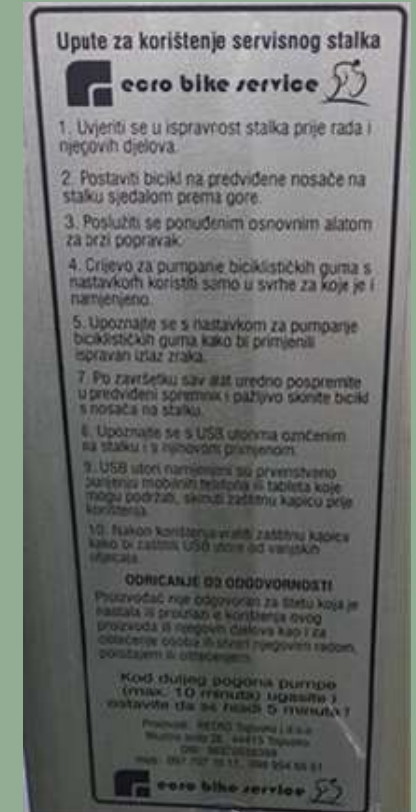 Upute za korištenje servisnog stalka
ecro bike service
1. Uvjeriti se u ispravnost stalka prije rada i
njegovih djelova.
2. Postaviti bicikl na predviđene nosače na
stalku sjedalom prema gore.
3. Poslužiti se ponuđenim osnovnim alatom
za brzi popravak.
4. Crijevo za pumpanje biciklističkih guma s
nastavkom koristiti samo u svrhe za koje je i
namjenjeno.
5. Upoznajte se s nastavkom za pumpanje
biciklističkih guma kako bi primjenili
ispravan izlaz zraka.
7. Po završetku sav alat uredno pospremite
u predviđeni spremnik i pažljivo skinite bicikl
s nosača na stalku.
8. Upoznajte se s USB utorima označenim
na stalku i s njihovom primjenom.
9. USB utori namjenjeni su prvenstveno
punjenju mobilnih telefona ili tableta koje
mogu podržati, skinuti zaštitnu kapicu prije
korištenja.
10. Nakon korištenja vratiti zaštitnu kapicu
kako bi zaštitili USB utore od vanjskih
utjecaja.
ODRICANJE OD ODGOVORNOSTI
Proizvođač nije odgovoran za štetu koja je
nastala ili proizlazi iz korištenja ovog
proizvoda ili njegovih djelova kao i za
oštećenje osoba ili stvari njegovim radom,
Kod duljeg pogona pumpe
(max. 10 minuta) ugasite i
ostavite da se hladi 5 minuta !
ecro bike service